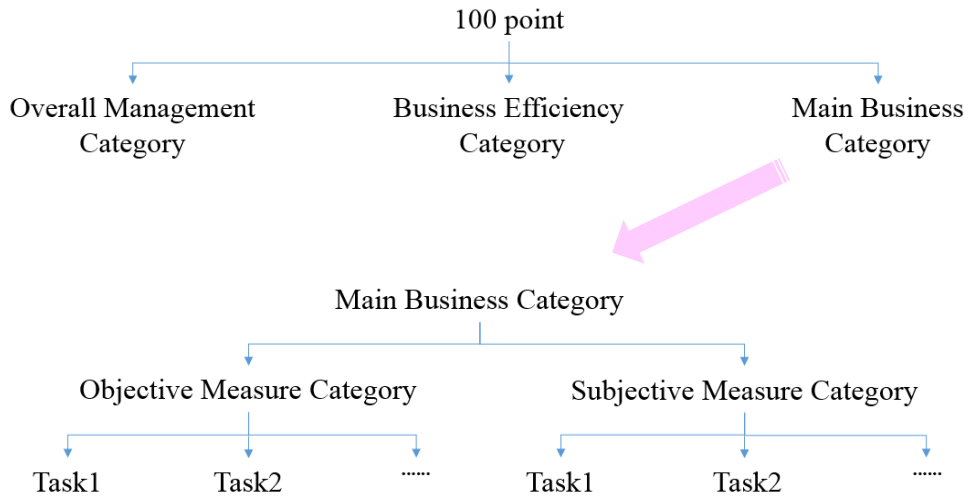 100 point
Overall Management
Category
Business Efficiency
Category
Main Business
Category
Main Business Category
Objective Measure Category
Subjective Measure Category
Task1
Task2
······
Task1
Task2
······